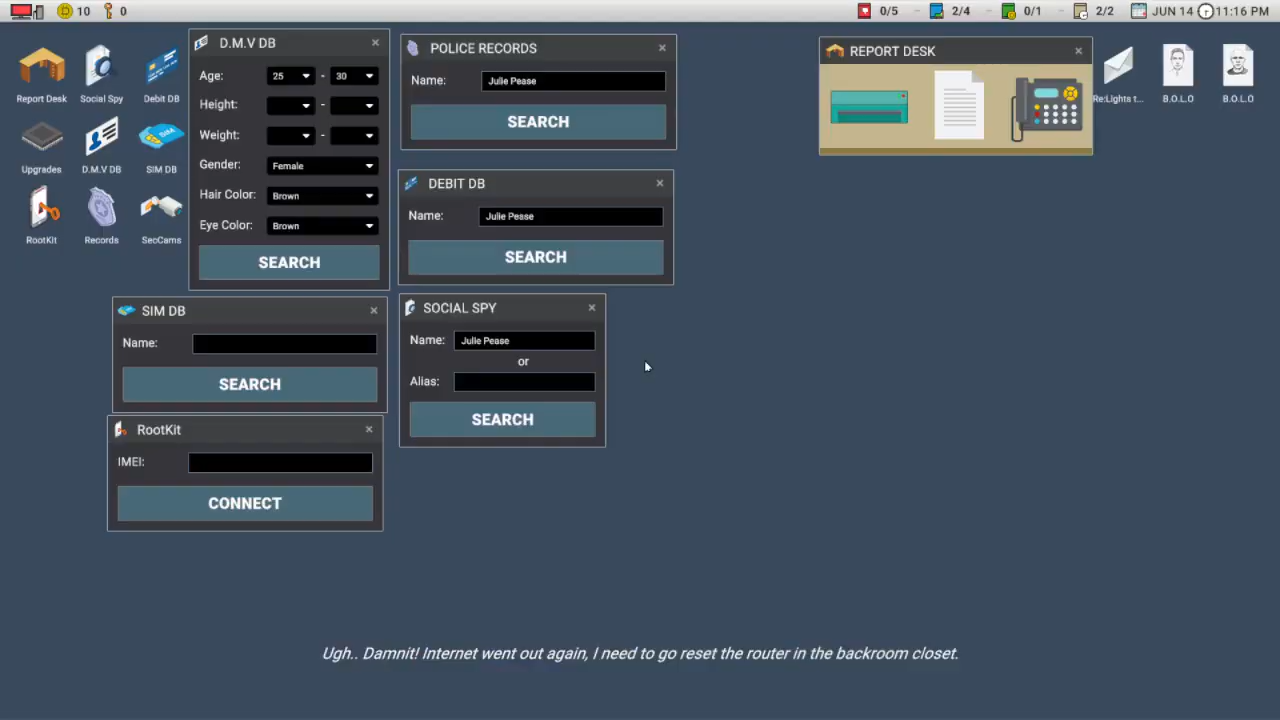 10
0
0/5
2/4
0/1
2/2
JUN 14
11:16 PM
Report Desk
Social Spy
Debit DB
Upgrades
D.M.V DB
SIM DB
RootKit
Records
SecCams
D.M.V DB
Age: 25 - 30
Height: -
Weight: -
Gender: Female
Hair Color: Brown
Eye Color: Brown
SEARCH
POLICE RECORDS
Name: Julie Pease
SEARCH
DEBIT DB
Name: Julie Pease
SEARCH
SIM DB
Name:
SEARCH
SOCIAL SPY
Name: Julie Pease
or
Alias:
SEARCH
RootKit
IMEI:
CONNECT
REPORT DESK
Re:Lights t...
B.O.L.O
B.O.L.O
Ugh.. Damnit! Internet went out again, I need to go reset the router in the backroom closet.